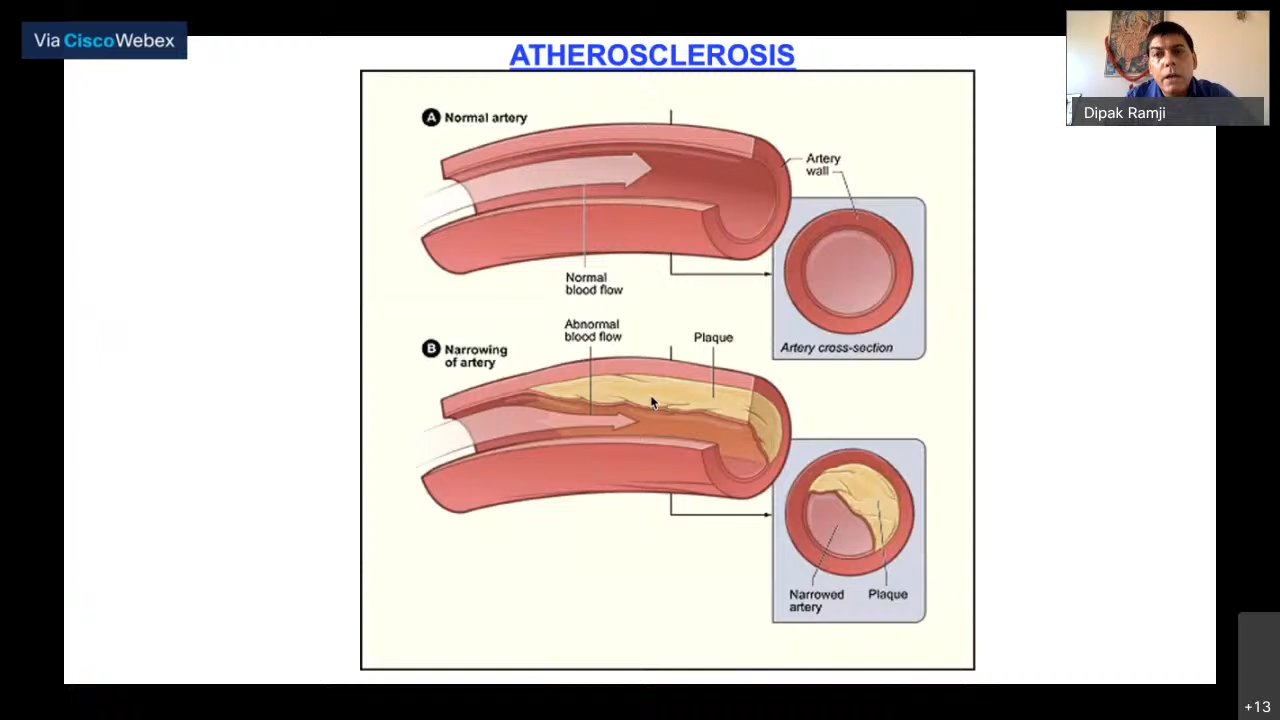 Via CiscoWebex
ATHEROSCLEROSIS
Dipak Ramji
A Normal artery
Artery
wall
Normal
blood flow
Artery cross-section
Abnormal
blood flow
Plaque
B Narrowing
of artery
Narrowed
artery
Plaque
+13